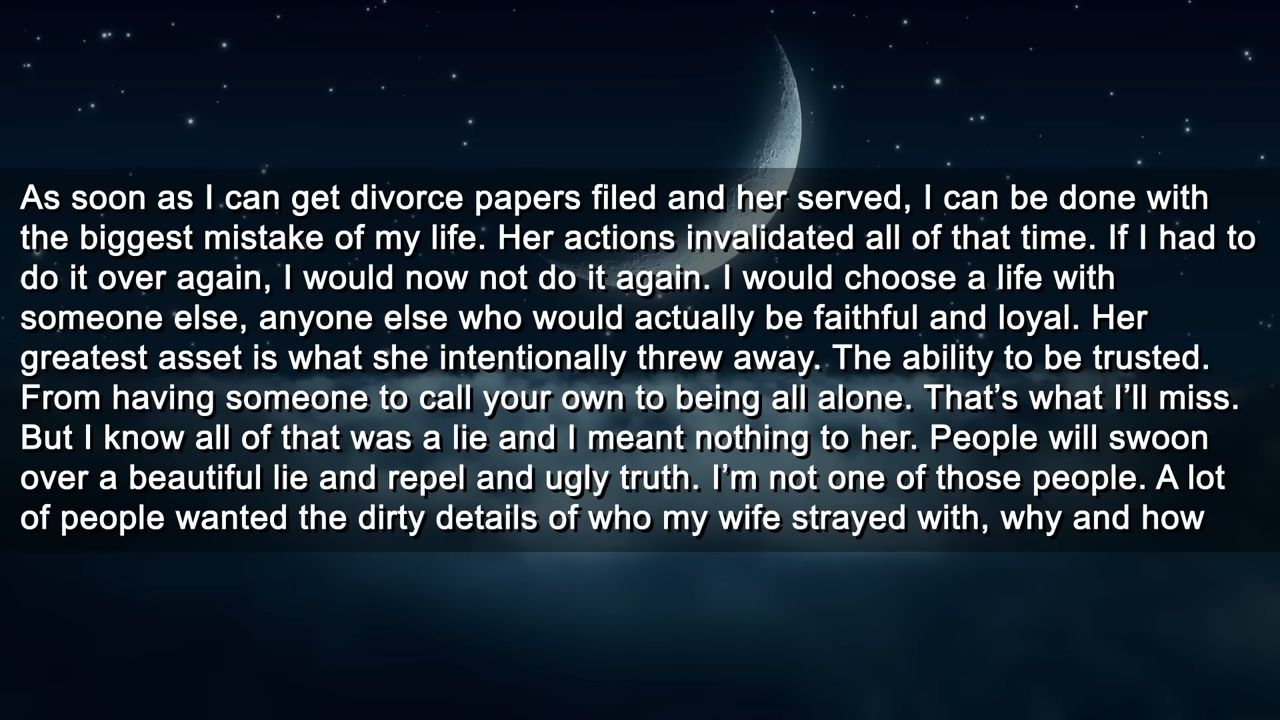 As soon as I can get divorce papers filed and her served, I can be done with
the biggest mistake of my life. Her actions invalidated all of that time. If I had to
do it over again, I would now not do it again. I would choose a life with
someone else, anyone else who would actually be faithful and loyal. Her
greatest asset is what she intentionally threw away. The ability to be trusted.
From having someone to call your own to being all alone. That’s what I’ll miss.
But I know all of that was a lie and I meant nothing to her. People will swoon
over a beautiful lie and repel and ugly truth. I’m not one of those people. A lot
of people wanted the dirty details of who my wife strayed with, why and how